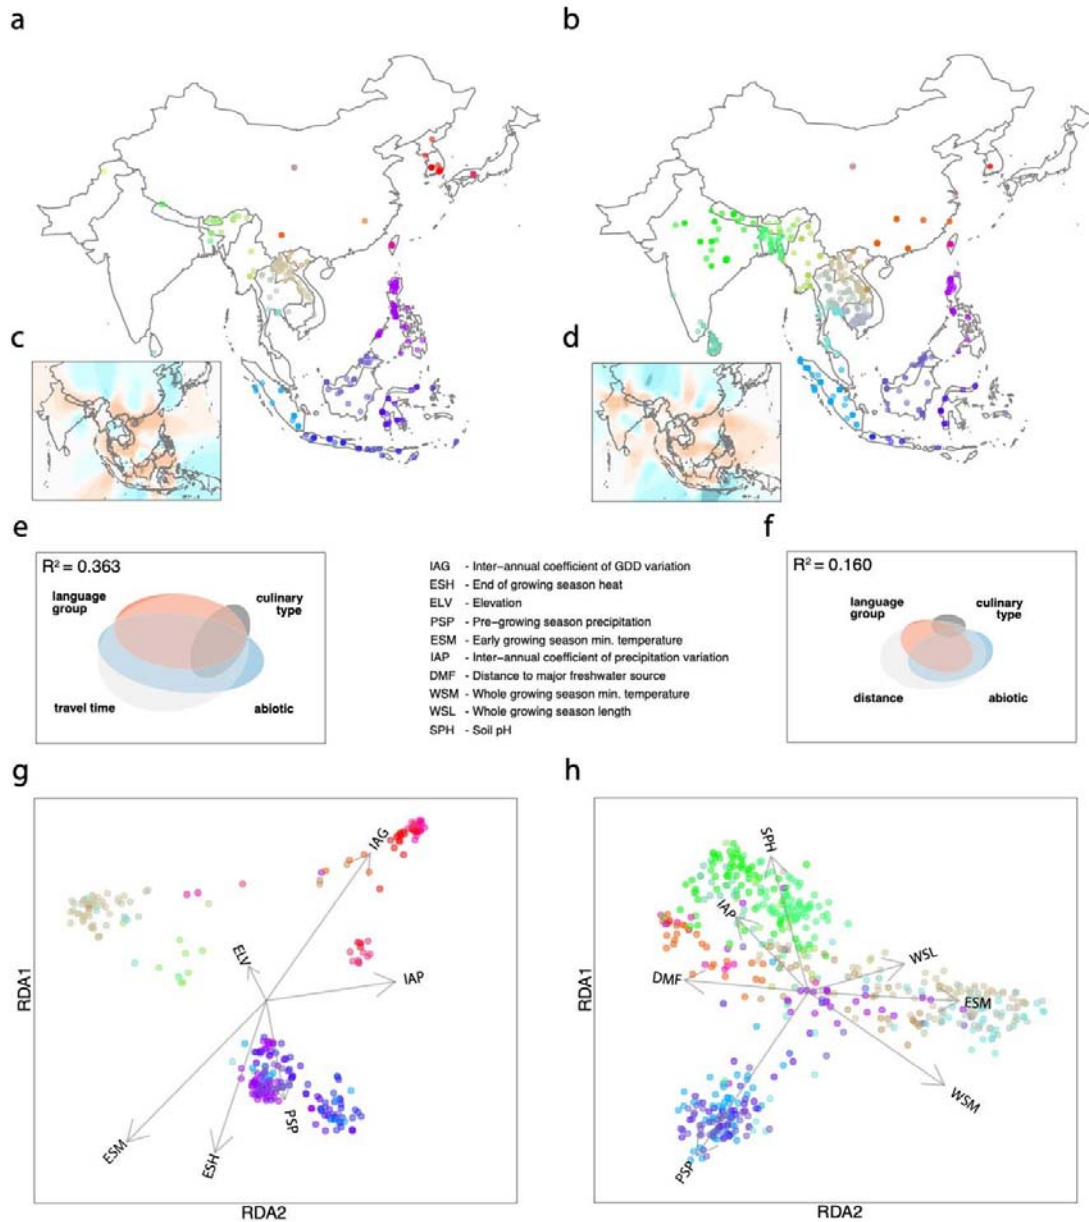 a
b
c
d
e
f
R² = 0.363
language
group
culinary
type
travel time
abiotic
IAG - Inter-annual coefficient of GDD variation
ESH - End of growing season heat
ELV - Elevation
PSP - Pre-growing season precipitation
ESM - Early growing season min. temperature
IAP - Inter-annual coefficient of precipitation variation
DMF - Distance to major freshwater source
WSM - Whole growing season min. temperature
WSL - Whole growing season length
SPH - Soil pH
R² = 0.160
language
group
culinary
type
distance
abiotic
g
h
IAG
ELV
IAP
PSP
ESM
ESH
RDA1
RDA2
SPH
IAP
WSL
DMF
ESM
WSM
PSP
RDA1
RDA2